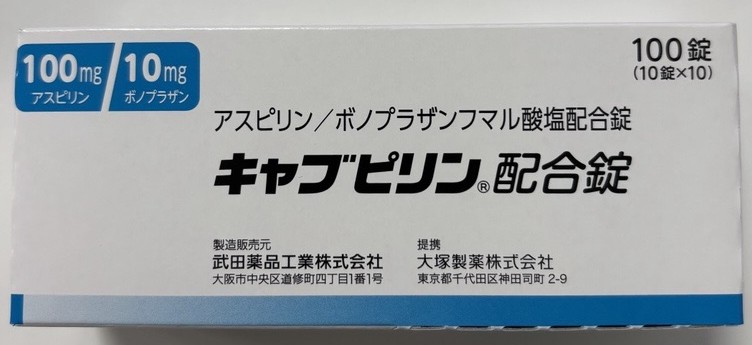 100mg/10mg
アスピリン ボノプラザン
100錠
(10錠×10)
アスピリン/ボノプラザンフマル酸塩配合錠
キャブピリン®配合錠
製造販売元
武田薬品工業株式会社
大阪市中央区道修町四丁目1番1号
提携
大塚製薬株式会社
東京都千代田区神田司町2-9